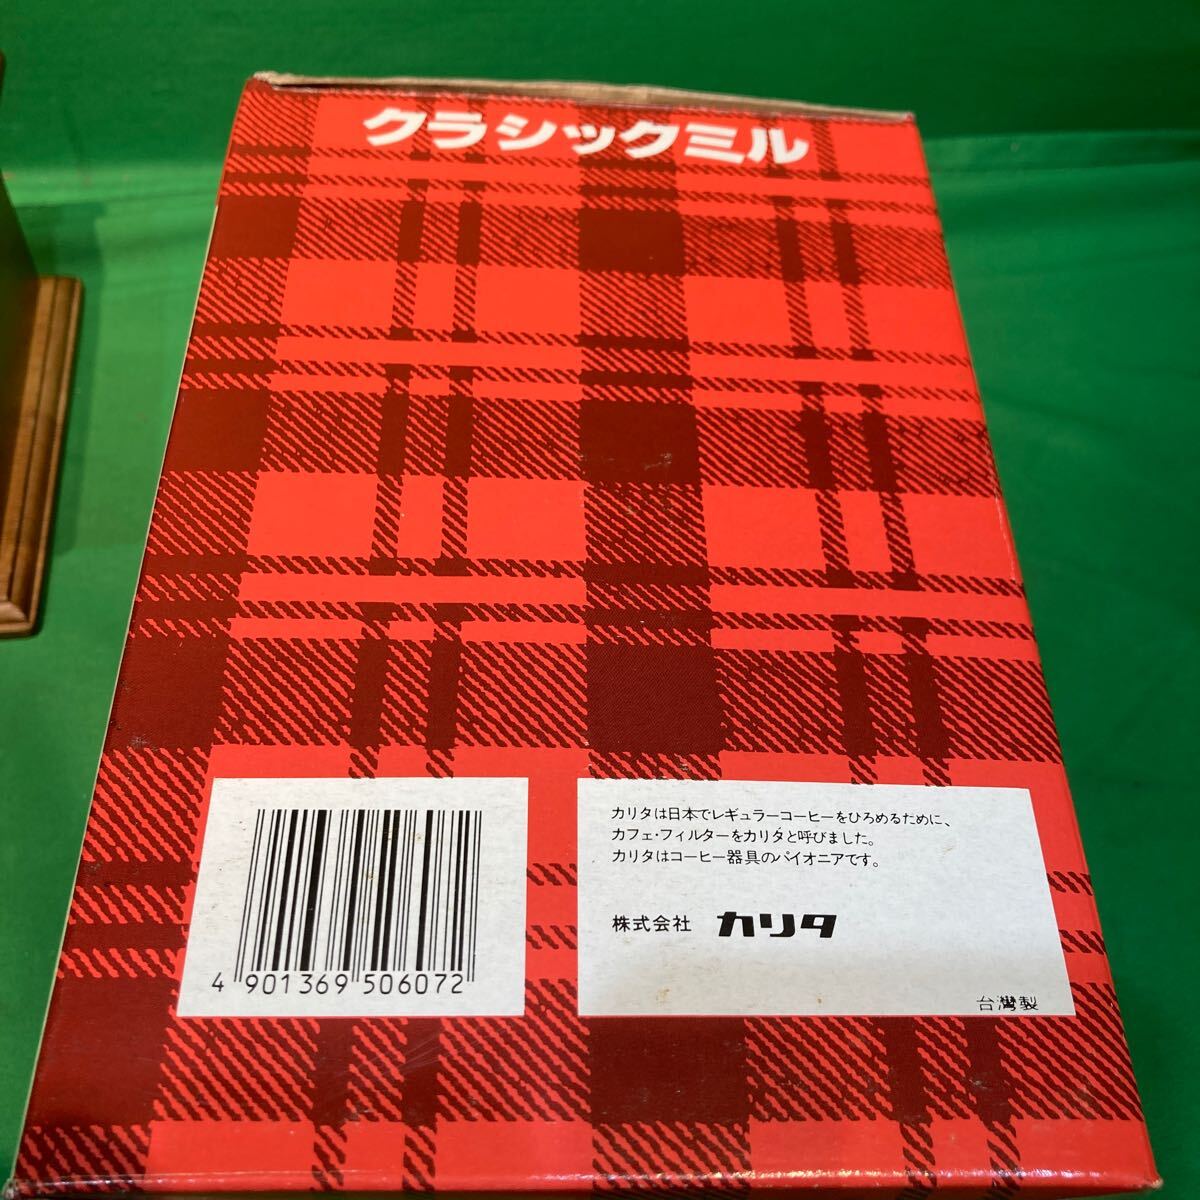 クラシックミル
カリタは日本でレギュラーコーヒーをひろめるために、
カフェ・フィルターをカリタと呼びました。
カリタはコーヒー器具のパイオニアです。
株式会社 カリタ
台灣製
4 901369 506072